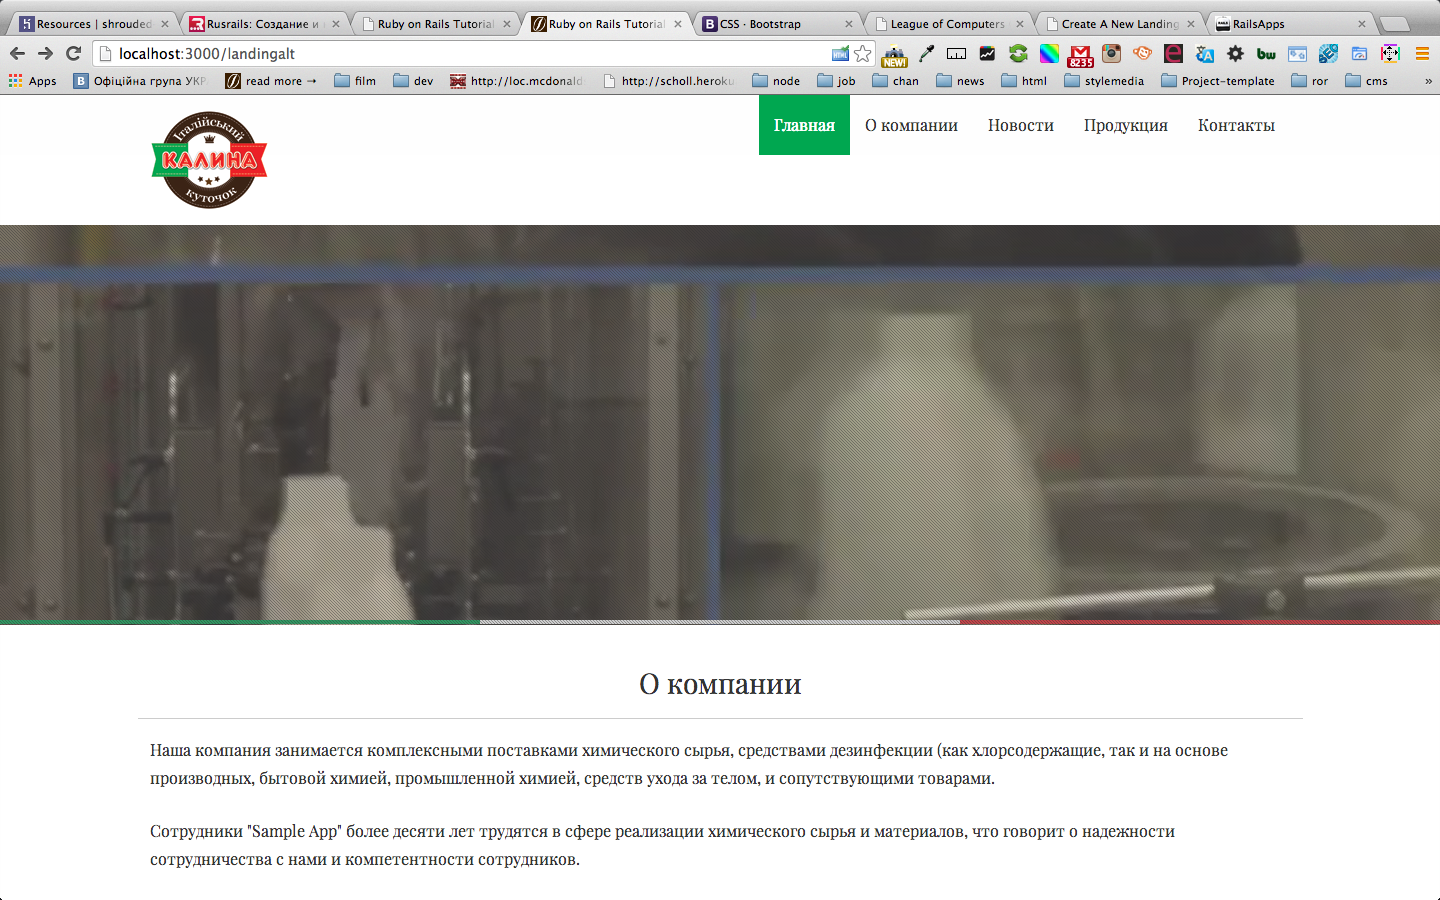 Resources | shrouded
Rusrails: Создание и
Ruby on Rails Tutorial
Ruby on Rails Tutorial
CSS · Bootstrap
League of Computers
Create A New Landing
RailsApps
localhost:3000/landingalt
NEW!
8235
bw
Apps
Офіційна група УКР
read more →
film
dev
http://loc.mcdonald
http://scholl.heroku
node
job
chan
news
html
stylemedia
Project-template
ror
cms
»
Італійський
КАЛИНА
куточок
Главная
О компании
Новости
Продукция
Контакты
О компании
Наша компания занимается комплексными поставками химического сырья, средствами дезинфекции (как хлорсодержащие, так и на основе
производных, бытовой химией, промышленной химией, средств ухода за телом, и сопутствующими товарами.
Сотрудники "Sample App" более десяти лет трудятся в сфере реализации химического сырья и материалов, что говорит о надежности
сотрудничества с нами и компетентности сотрудников.